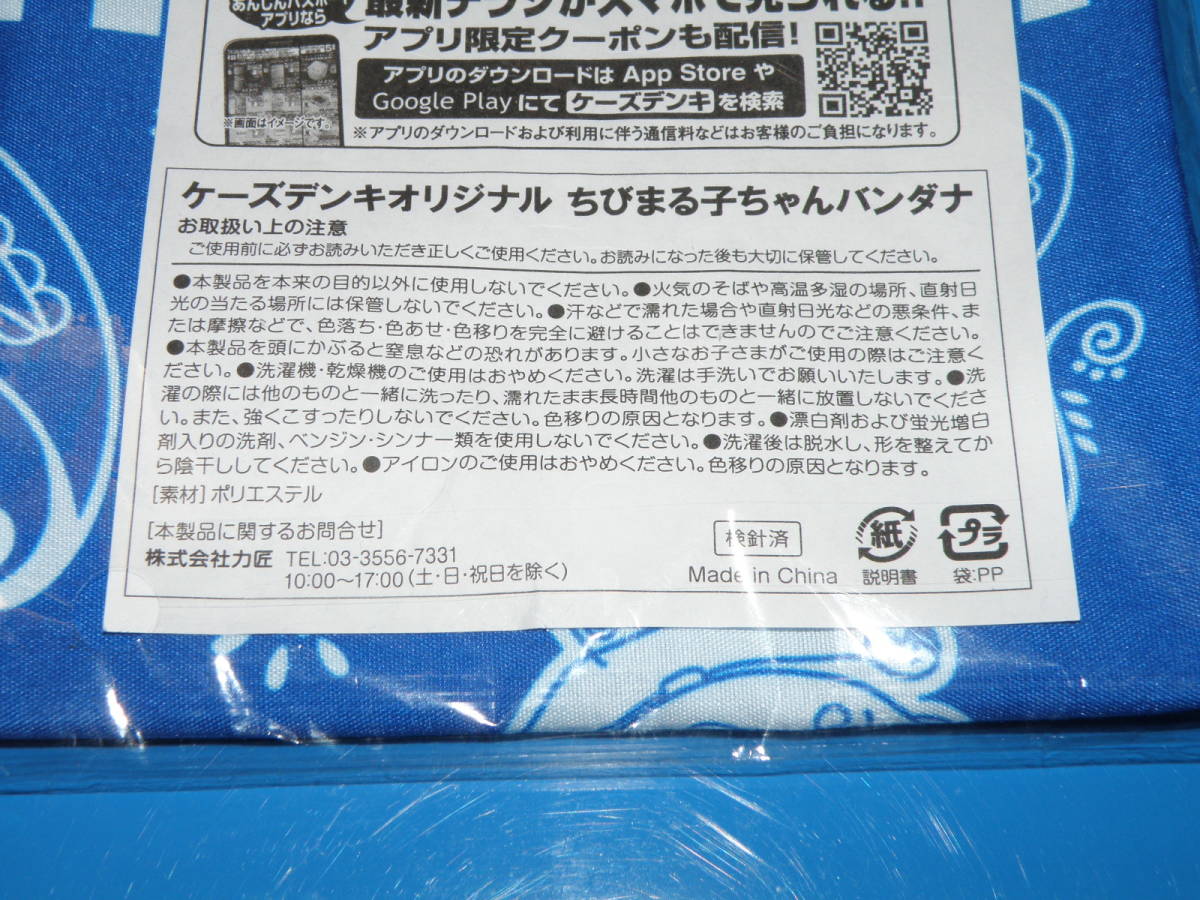 あんしんパスポ
アプリなら
最新チラシがスマホで見られる!!
アプリ限定クーポンも配信!
アプリのダウンロードは App Store や
Google Play にて ケーズデンキ を検索
※画面はイメージです。
※アプリのダウンロードおよび利用に伴う通信料などはお客様のご負担になります。
ケーズデンキオリジナル ちびまる子ちゃんバンダナ
お取扱い上の注意
ご使用前に必ずお読みいただき正しくご使用ください。お読みになった後も大切に保管してください。
●本製品を本来の目的以外に使用しないでください。●火気のそばや高温多湿の場所、直射日
光の当たる場所には保管しないでください。●汗などで濡れた場合や直射日光などの悪条件、ま
たは摩擦などで、色落ち・色あせ・色移りを完全に避けることはできませんのでご注意ください。
●本製品を頭にかぶると窒息などの恐れがあります。小さなお子さまがご使用の際はご注意く
ださい。●洗濯機・乾燥機のご使用はおやめください。洗濯は手洗いでお願いいたします。●洗
濯の際には他のものと一緒に洗ったり、濡れたまま長時間他のものと一緒に放置しないでくださ
い。また、強くこすったりしないでください。色移りの原因となります。●漂白剤および蛍光増白
剤入りの洗剤、ベンジン・シンナー類を使用しないでください。●洗濯後は脱水し、形を整えてか
ら陰干ししてください。●アイロンのご使用はおやめください。色移りの原因となります。
[素材]ポリエステル
[本製品に関するお問合せ]
株式会社力匠 TEL:03-3556-7331
10:00〜17:00(土・日・祝日を除く)
検針済
Made in China
紙
説明書
プラ
袋:PP